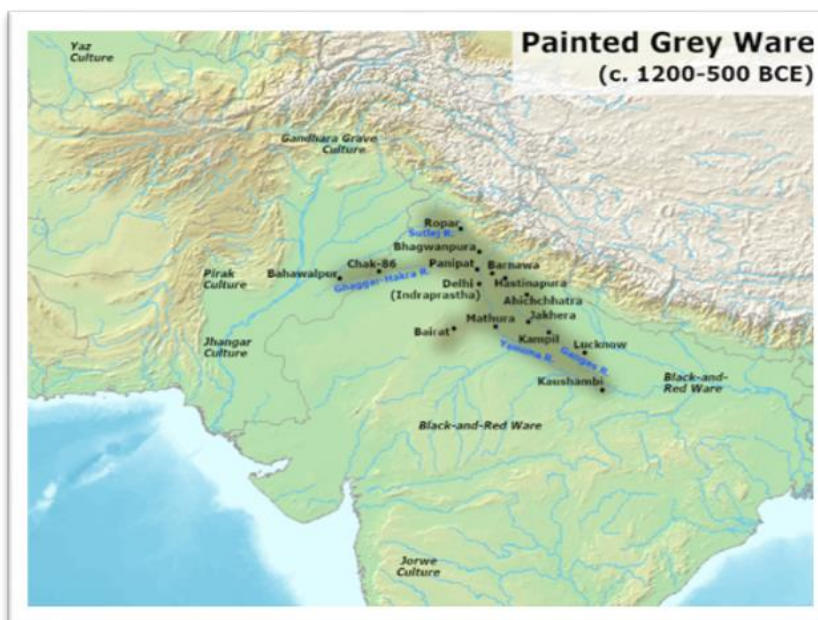 Painted Grey Ware
(c. 1200-500 BCE)
Yaz
Culture
Gandhara Grave
Culture
Ropar
Sutlej R.
Bhagwanpura
Chak-86
Panipat
Barnawa
Pirak
Culture
Bahawalpur
Ghaggar-Hakra R.
Delhi
(Indraprastha)
Hastinapura
Ahichchhatra
Mathura
Jakhera
Bairat
Kampil
Jhangar
Culture
Lucknow
Yamuna R.
Ganges R.
Kaushambi
Black-and-
Red Ware
Black-and-Red Ware
Jorwe
Culture